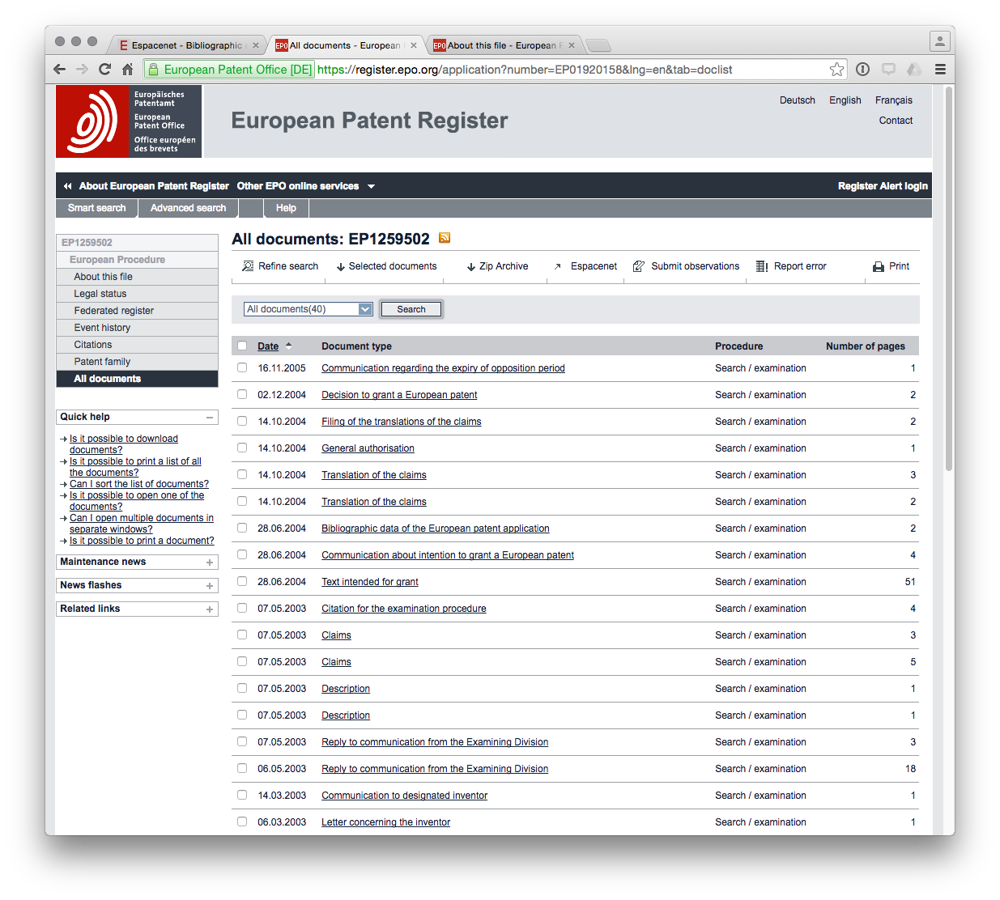 Espacenet - Bibliographic
All documents - European
About this file - European
European Patent Office [DE] https://register.epo.org/application?number=EP01920158&lng=en&tab=doclist
Europäisches
Patentamt
European
Patent Office
Office européen
des brevets
European Patent Register
Deutsch English Français
Contact
About European Patent Register Other EPO online services Register Alert login
Smart search Advanced search Help
EP1259502
European Procedure
About this file
Legal status
Federated register
Event history
Citations
Patent family
All documents
Quick help
Is it possible to download
documents?
Is it possible to print a list of all
the documents?
Can I sort the list of documents?
Is it possible to open one of the
documents?
Can I open multiple documents in
separate windows?
Is it possible to print a document?
Maintenance news
News flashes
Related links
All documents: EP1259502
Refine search Selected documents Zip Archive Espacenet Submit observations Report error Print
All documents(40) Search
Date Document type Procedure Number of pages
16.11.2005 Communication regarding the expiry of opposition period Search / examination 1
02.12.2004 Decision to grant a European patent Search / examination 2
14.10.2004 Filing of the translations of the claims Search / examination 2
14.10.2004 General authorisation Search / examination 1
14.10.2004 Translation of the claims Search / examination 3
14.10.2004 Translation of the claims Search / examination 2
28.06.2004 Bibliographic data of the European patent application Search / examination 2
28.06.2004 Communication about intention to grant a European patent Search / examination 4
28.06.2004 Text intended for grant Search / examination 51
07.05.2003 Citation for the examination procedure Search / examination 4
07.05.2003 Claims Search / examination 3
07.05.2003 Claims Search / examination 5
07.05.2003 Description Search / examination 1
07.05.2003 Description Search / examination 1
07.05.2003 Reply to communication from the Examining Division Search / examination 3
06.05.2003 Reply to communication from the Examining Division Search / examination 18
14.03.2003 Communication to designated inventor Search / examination 1
06.03.2003 Letter concerning the inventor Search / examination 1